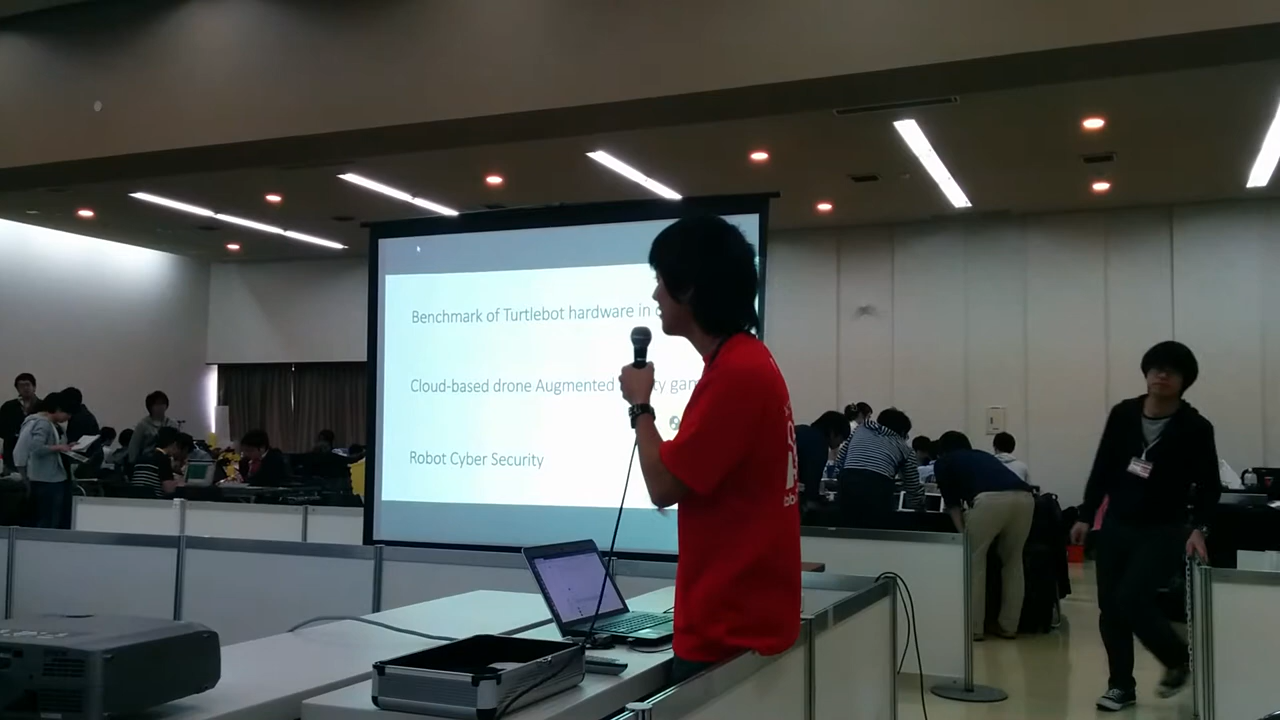 Benchmark of Turtlebot hardware in
Cloud-based drone Augmented
Robot Cyber Security